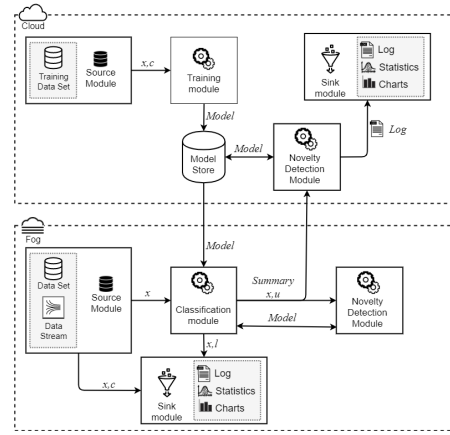 Cloud
Training
Data Set
Source
Module
x,c
Training
module
Model
Model
Store
Model
Novelty
Detection
Module
Log
Sink
module
Log
Statistics
Charts
Fog
Model
Data Set
Data
Stream
Source
Module
x
Classification
module
Summary
x,u
Model
Novelty
Detection
Module
x,l
x,c
Sink
module
Log
Statistics
Charts